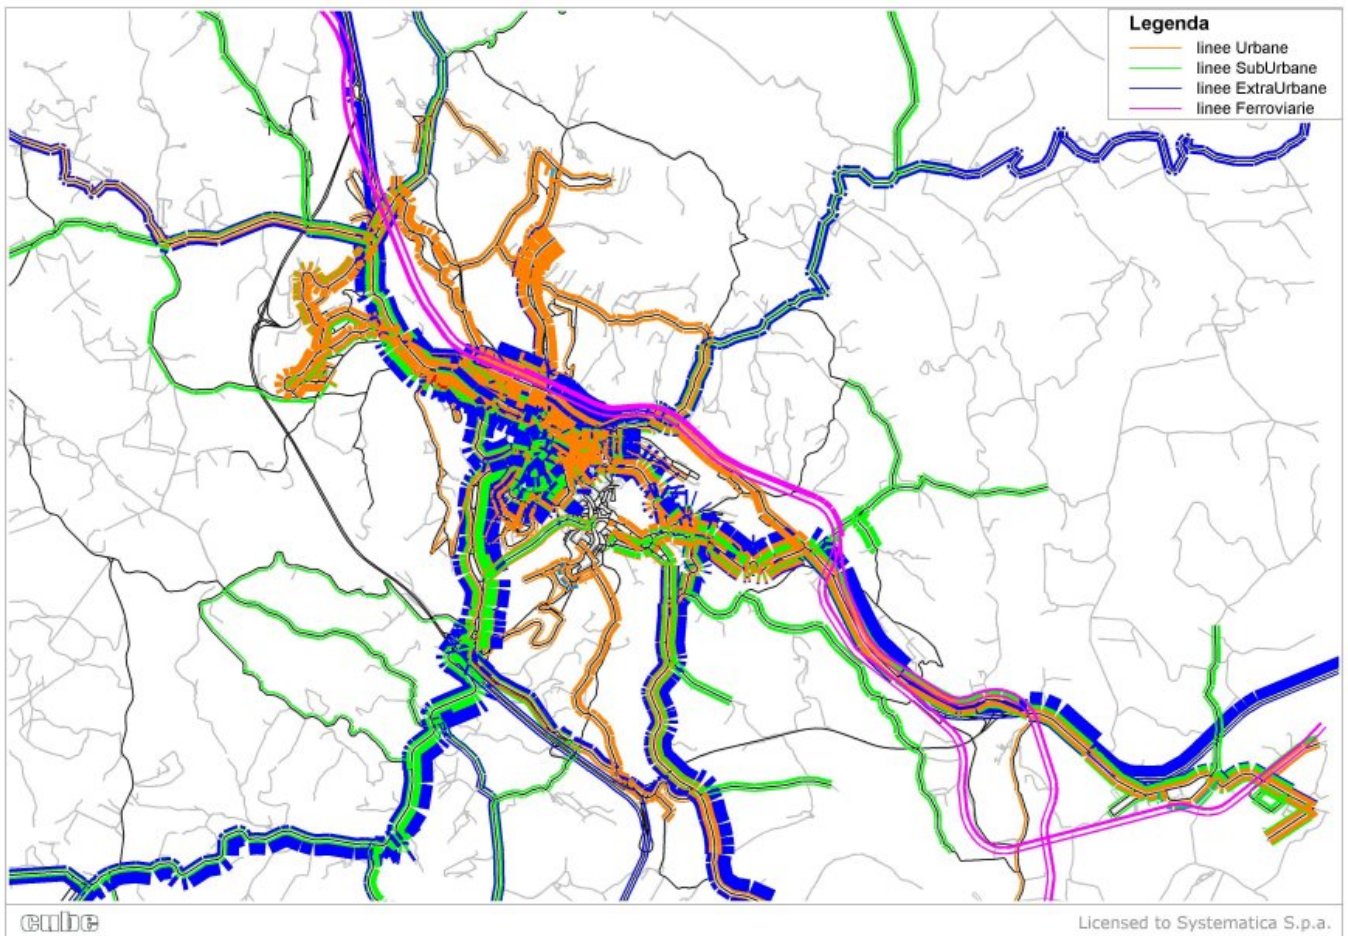 Legenda
linee Urbane
linee SubUrbane
linee ExtraUrbane
linee Ferroviarie
cube
Licensed to Systematica S.p.a.